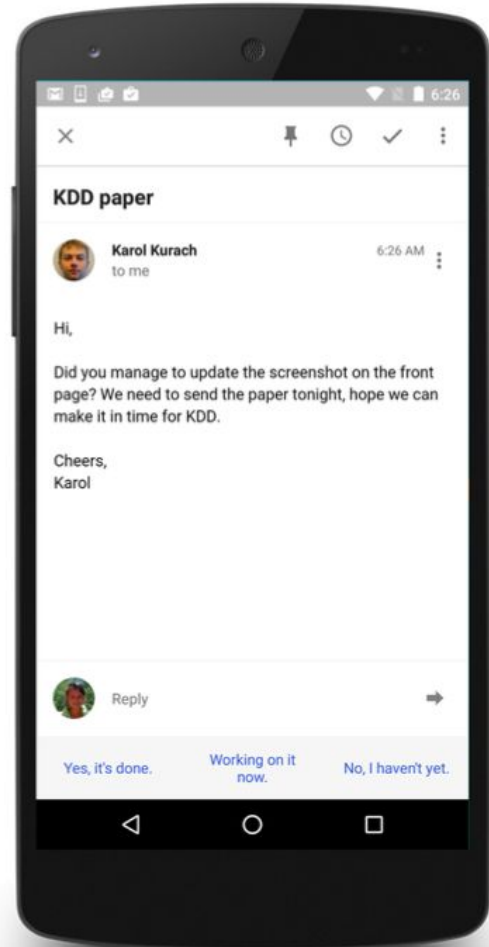 6:26
KDD paper
Karol Kurach
6:26 AM
to me
Hi,
Did you manage to update the screenshot on the front
page? We need to send the paper tonight, hope we can
make it in time for KDD.
Cheers,
Karol
Reply
Yes, it's done.
Working on it
now.
No, I haven't yet.